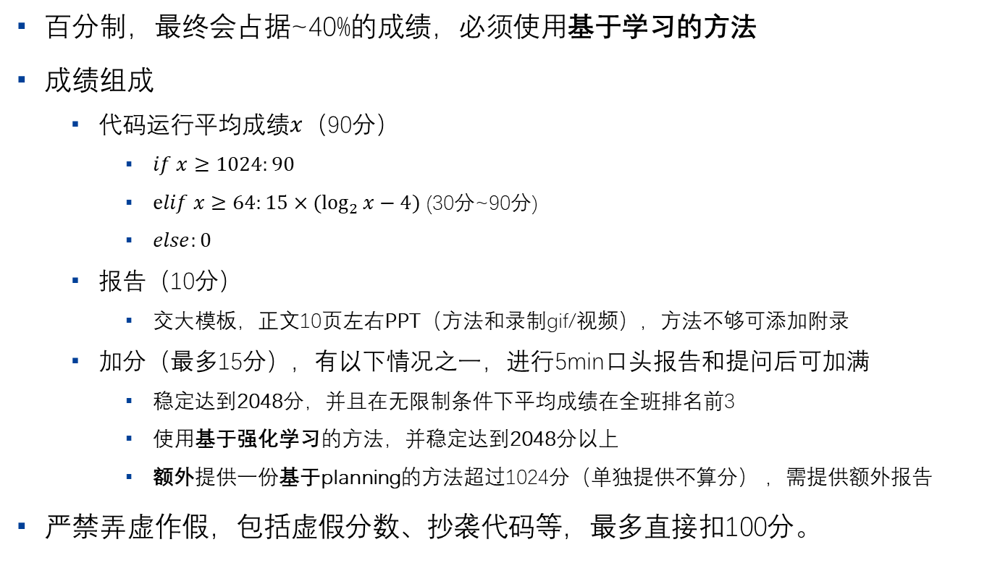 百分制，最终会占据~40%的成绩，必须使用基于学习的方法
成绩组成
代码运行平均成绩x（90分）
if x ≥ 1024: 90
elif x ≥ 64: 15 × (log₂ x − 4) (30分~90分)
else: 0
报告（10分）
交大模板，正文10页左右PPT（方法和录制gif/视频），方法不够可添加附录
加分（最多15分），有以下情况之一，进行5min口头报告和提问后可加满
稳定达到2048分，并且在无限制条件下平均成绩在全班排名前3
使用基于强化学习的方法，并稳定达到2048分以上
额外提供一份基于planning的方法超过1024分（单独提供不算分），需提供额外报告
严禁弄虚作假，包括虚假分数、抄袭代码等，最多直接扣100分。